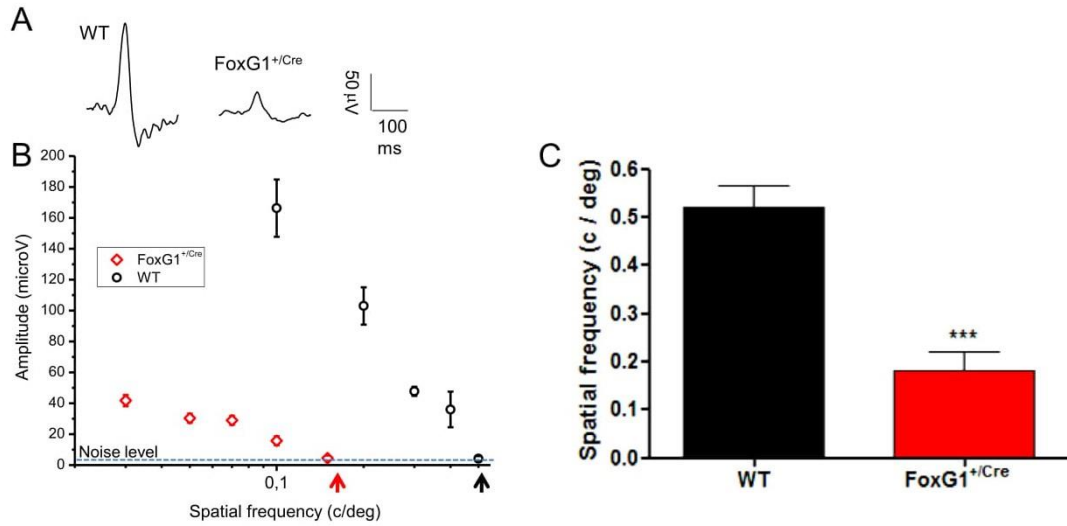 A
WT
FoxG1+/Cre
50 µV
100
ms
B
200
180
160
140
120
100
80
60
40
20
0
Amplitude (microV)
FoxG1+/Cre
WT
Noise level
0,1
Spatial frequency (c/deg)
C
0.6
0.5
0.4
0.3
0.2
0.1
0.0
Spatial frequency (c / deg)
***
WT
FoxG1+/Cre